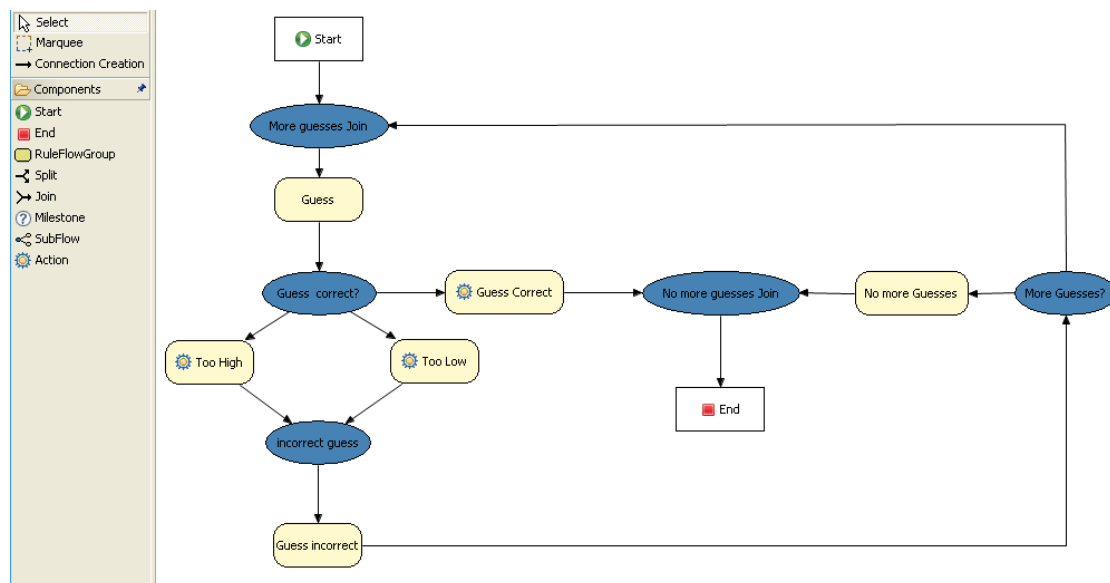 Select
Marquee
Connection Creation
Components
Start
End
RuleFlowGroup
Split
Join
Milestone
SubFlow
Action
Start
More guesses Join
Guess
Guess  correct?
Guess Correct
No more guesses Join
No more Guesses
More Guesses?
Too High
Too Low
End
incorrect guess
Guess incorrect